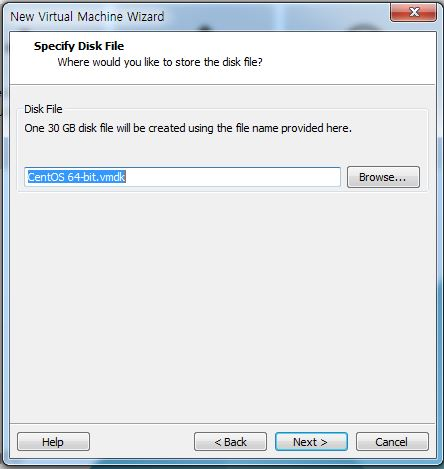 New Virtual Machine Wizard
Specify Disk File
Where would you like to store the disk file?
Disk File
One 30 GB disk file will be created using the file name provided here.
CentOS 64-bit.vmdk
Browse...
Help
< Back
Next >
Cancel